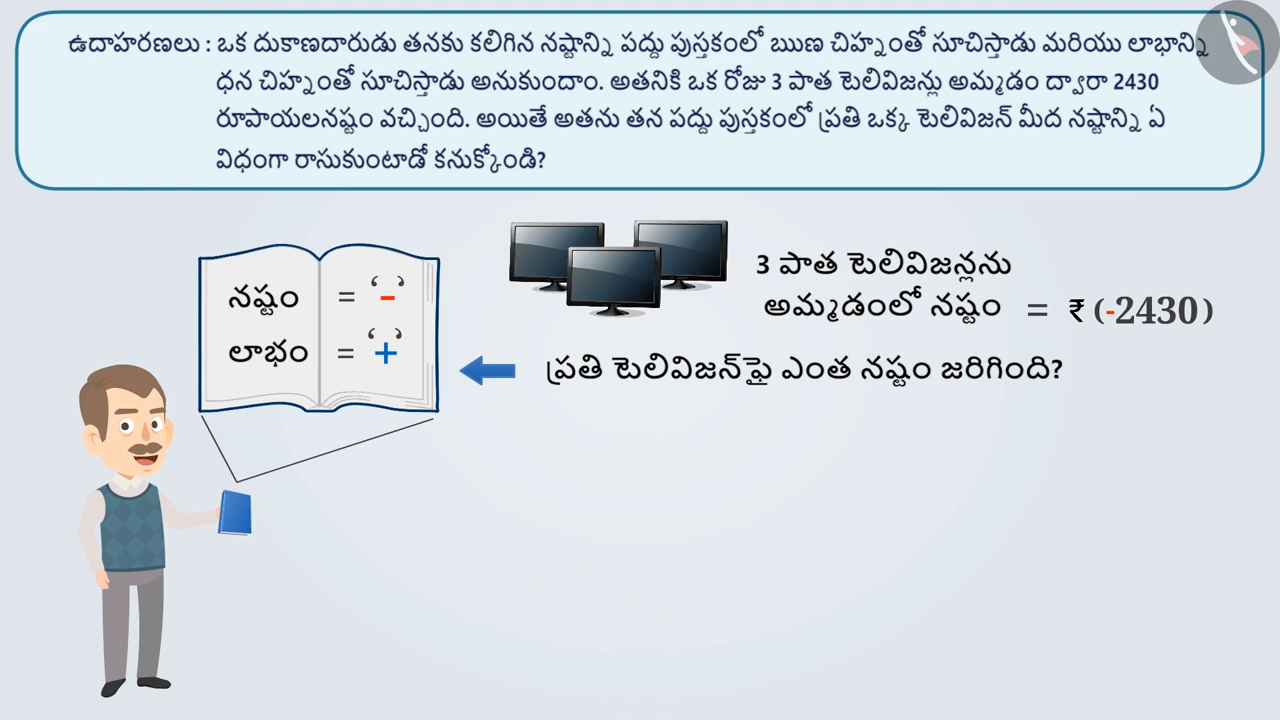 ఉదాహరణలు : ఒక దుకాణదారుడు తనకు కలిగిన నష్టాన్ని పద్దు పుస్తకంలో ఋణ చిహ్నంతో సూచిస్తాడు మరియు లాభాన్ని
ధన చిహ్నంతో సూచిస్తాడు అనుకుందాం. అతనికి ఒక రోజు 3 పాత టెలివిజన్లు అమ్మడం ద్వారా 2430
రూపాయలనష్టం వచ్చింది. అయితే అతను తన పద్దు పుస్తకంలో ప్రతి ఒక్క టెలివిజన్ మీద నష్టాన్ని ఏ
విధంగా రాసుకుంటాడో కనుక్కోండి?
నష్టం = ‘-’
లాభం = ‘+’
3 పాత టెలివిజన్లను
అమ్మడంలో నష్టం = ₹ (-2430)
ప్రతి టెలివిజన్‌పై ఎంత నష్టం జరిగింది?